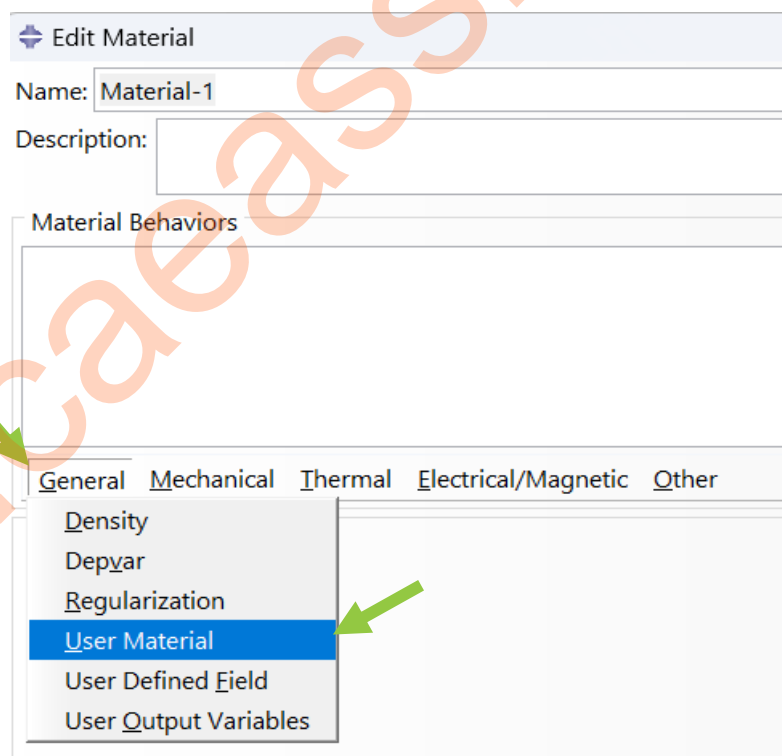 Edit Material
Name: Material-1
Description:
Material Behaviors
General Mechanical Thermal Electrical/Magnetic Other
Density
Depvar
Regularization
User Material
User Defined Field
User Output Variables
caeass